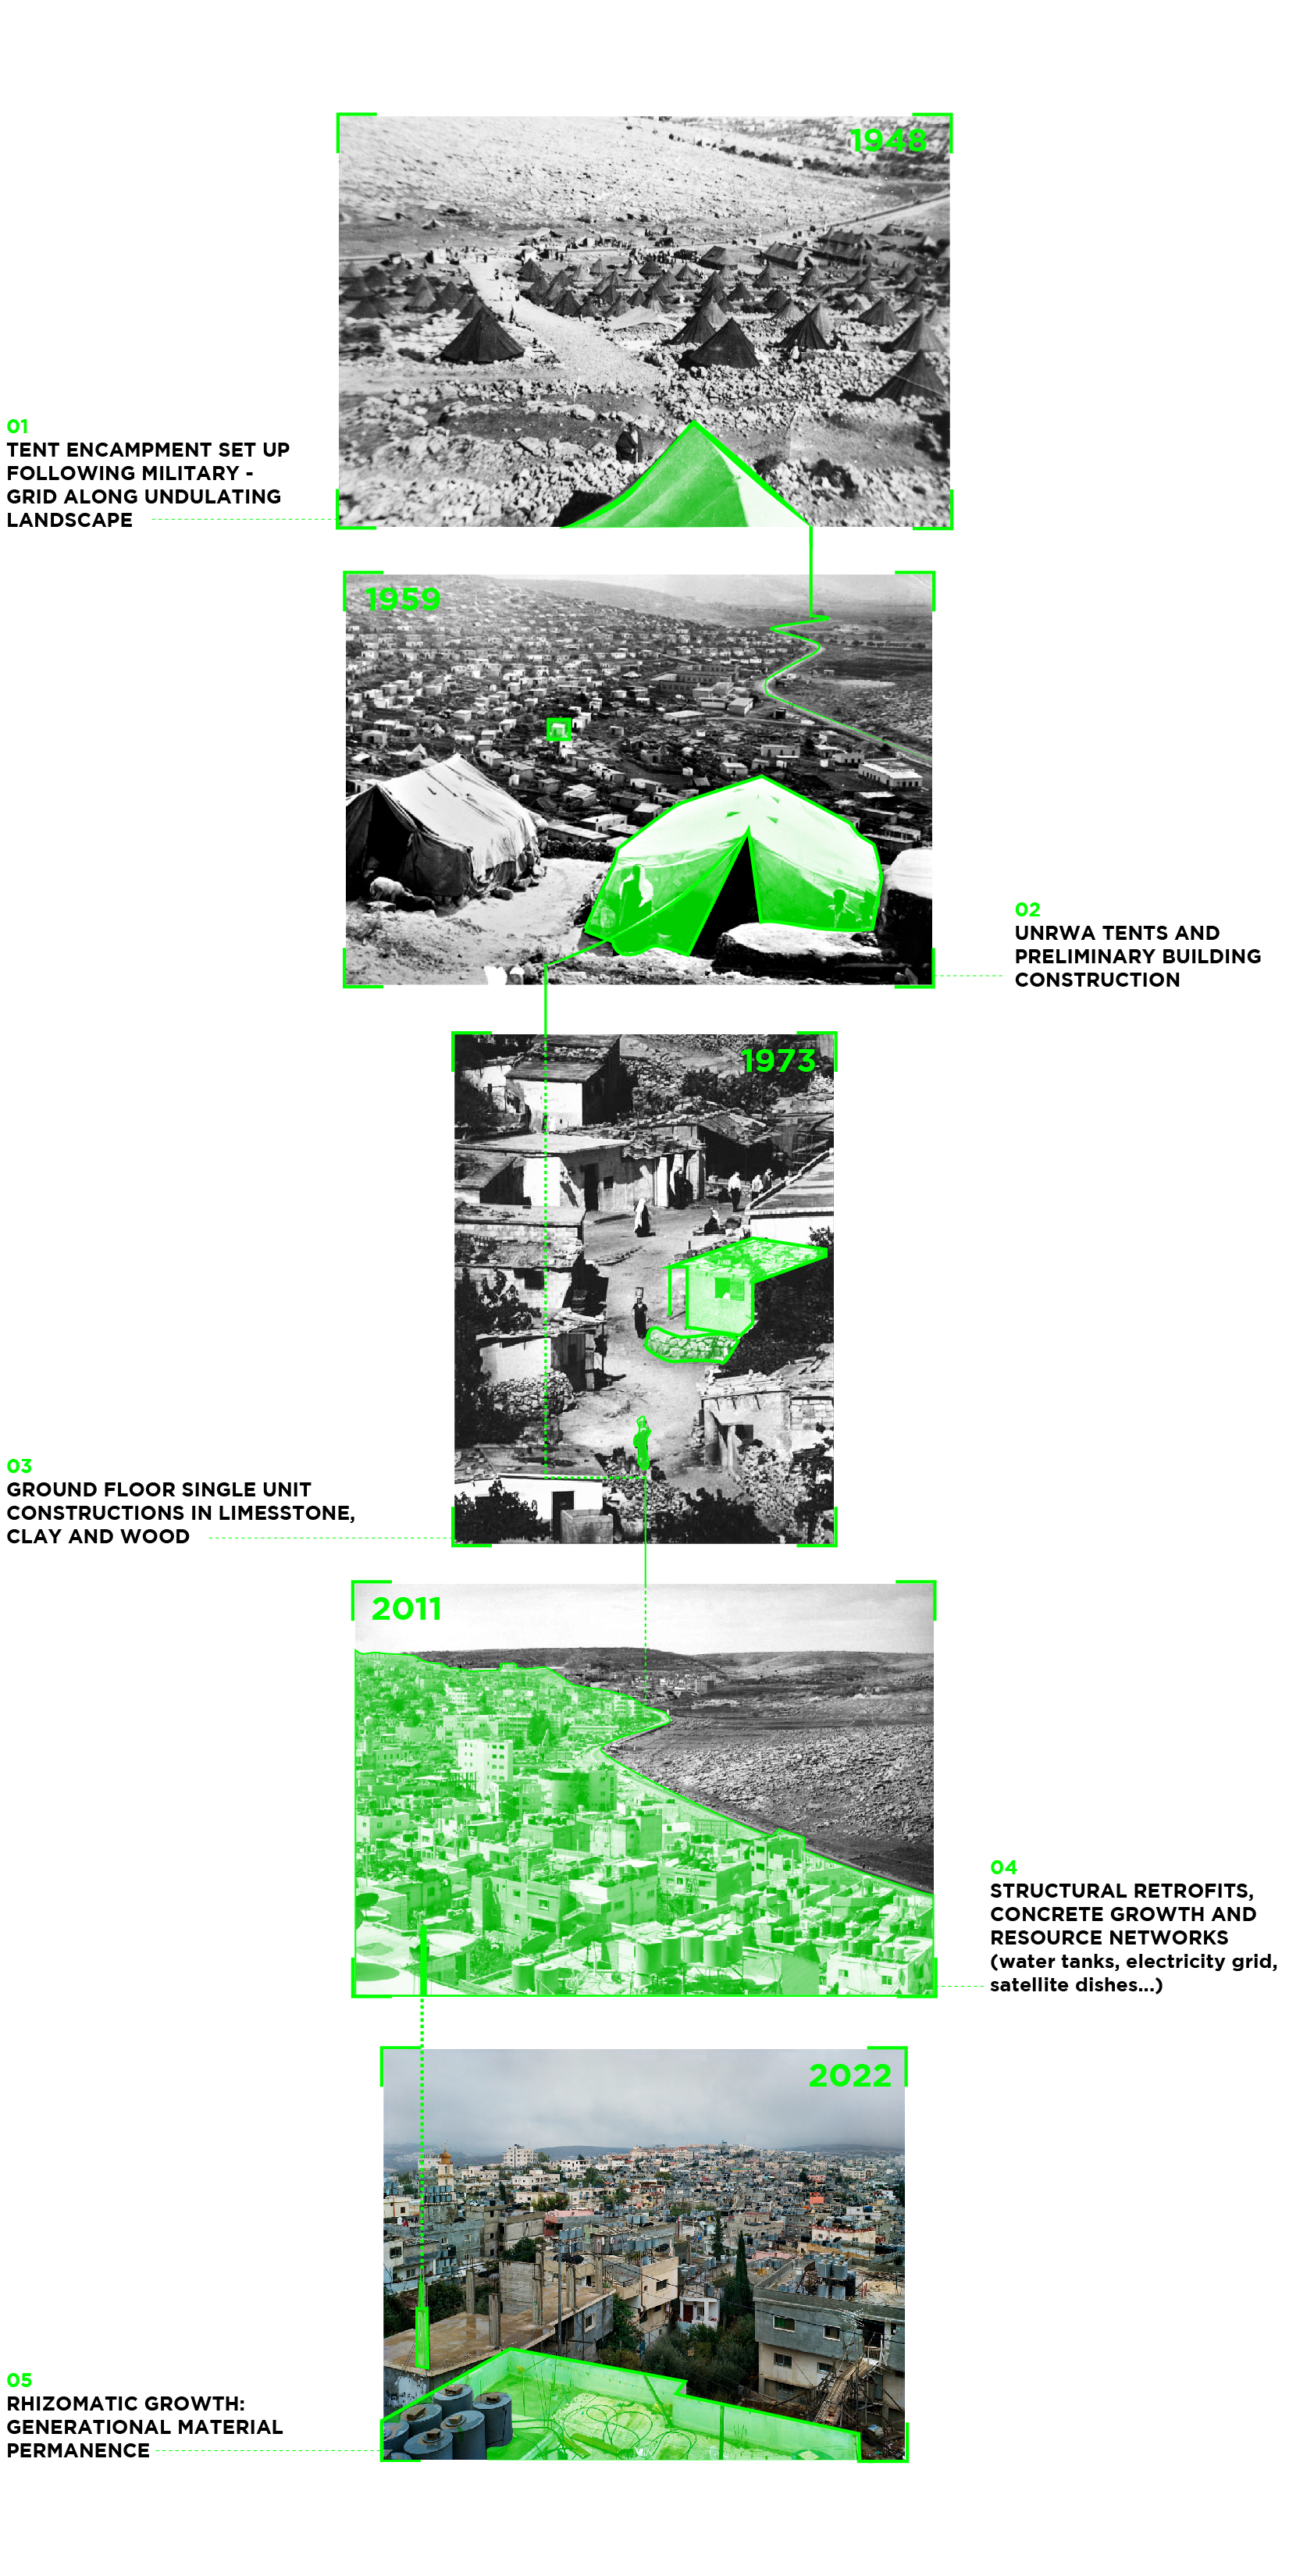 1948
01
TENT ENCAMPMENT SET UP
FOLLOWING MILITARY -
GRID ALONG UNDULATING
LANDSCAPE
1959
02
UNRWA TENTS AND
PRELIMINARY BUILDING
CONSTRUCTION
1973
03
GROUND FLOOR SINGLE UNIT
CONSTRUCTIONS IN LIMESSTONE,
CLAY AND WOOD
2011
04
STRUCTURAL RETROFITS,
CONCRETE GROWTH AND
RESOURCE NETWORKS
(water tanks, electricity grid,
satellite dishes...)
2022
05
RHIZOMATIC GROWTH:
GENERATIONAL MATERIAL
PERMANENCE